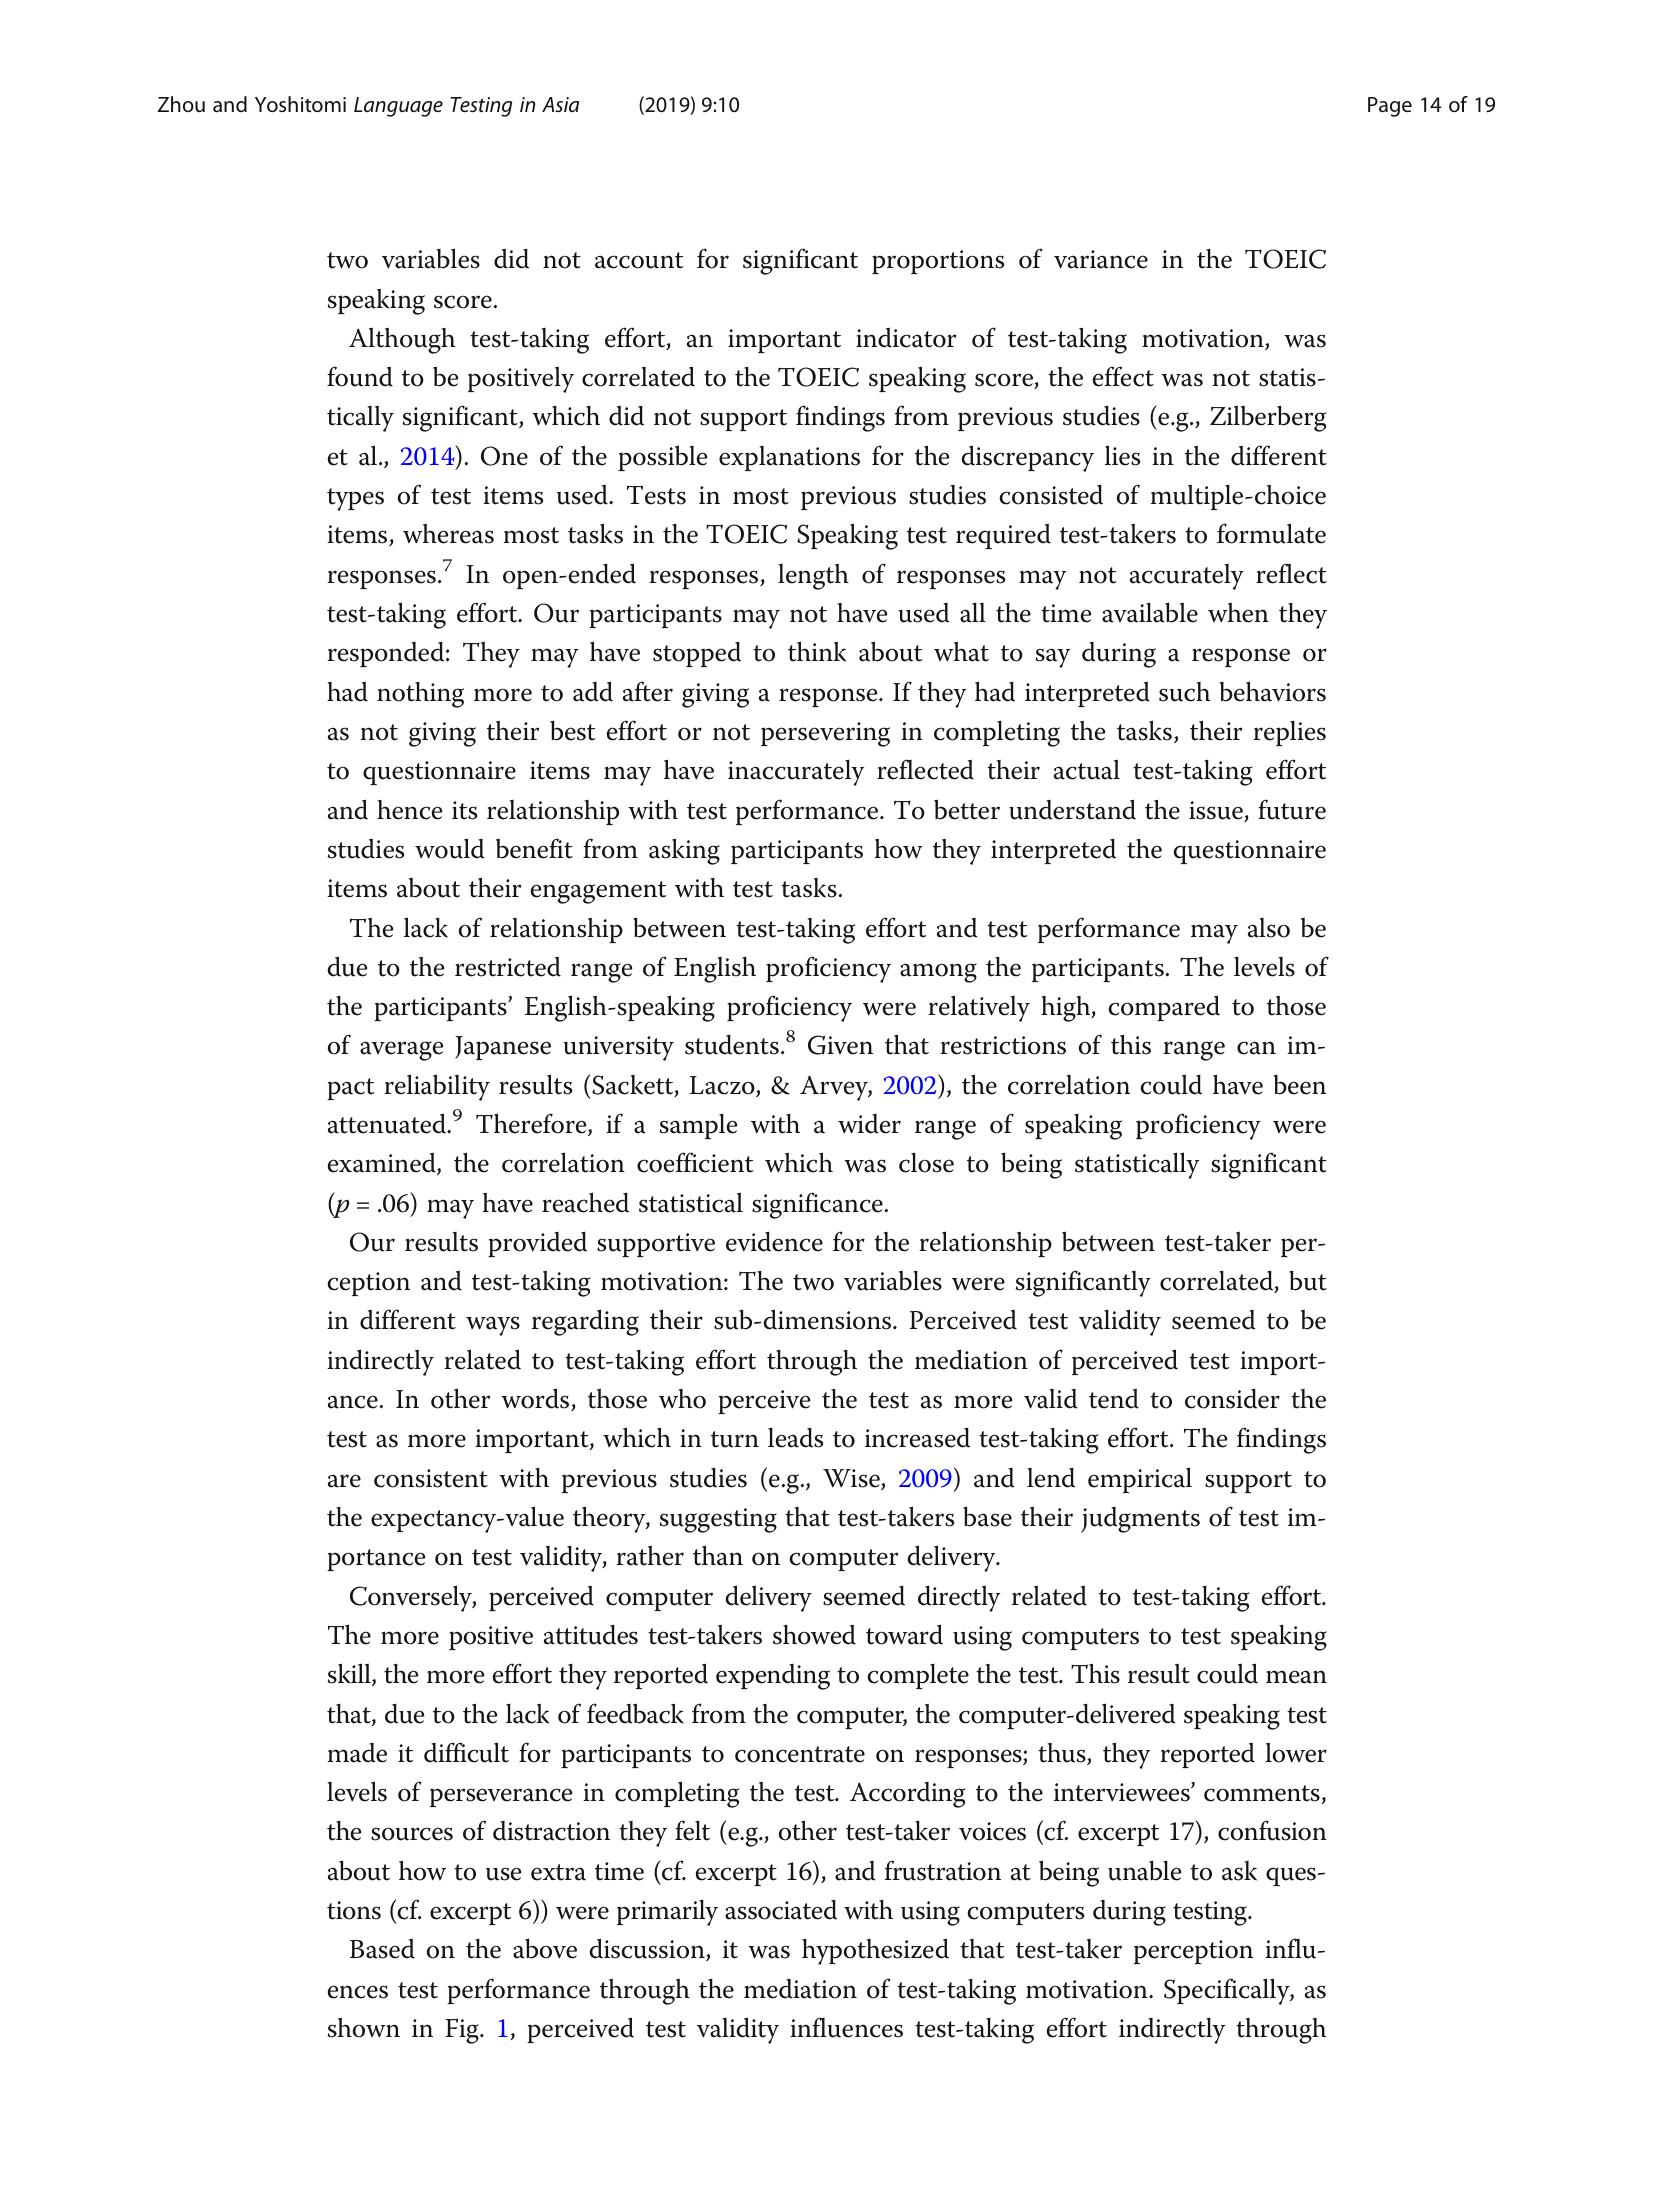 Zhou and Yoshitomi Language Testing in Asia (2019) 9:10 Page 14 of 19
two variables did not account for significant proportions of variance in the TOEIC
speaking score.
Although test-taking effort, an important indicator of test-taking motivation, was
found to be positively correlated to the TOEIC speaking score, the effect was not statis-
tically significant, which did not support findings from previous studies (e.g., Zilberberg
et al., 2014). One of the possible explanations for the discrepancy lies in the different
types of test items used. Tests in most previous studies consisted of multiple-choice
items, whereas most tasks in the TOEIC Speaking test required test-takers to formulate
responses.7 In open-ended responses, length of responses may not accurately reflect
test-taking effort. Our participants may not have used all the time available when they
responded: They may have stopped to think about what to say during a response or
had nothing more to add after giving a response. If they had interpreted such behaviors
as not giving their best effort or not persevering in completing the tasks, their replies
to questionnaire items may have inaccurately reflected their actual test-taking effort
and hence its relationship with test performance. To better understand the issue, future
studies would benefit from asking participants how they interpreted the questionnaire
items about their engagement with test tasks.
The lack of relationship between test-taking effort and test performance may also be
due to the restricted range of English proficiency among the participants. The levels of
the participants' English-speaking proficiency were relatively high, compared to those
of average Japanese university students.8 Given that restrictions of this range can im-
pact reliability results (Sackett, Laczo, & Arvey, 2002), the correlation could have been
attenuated.9 Therefore, if a sample with a wider range of speaking proficiency were
examined, the correlation coefficient which was close to being statistically significant
(p = .06) may have reached statistical significance.
Our results provided supportive evidence for the relationship between test-taker per-
ception and test-taking motivation: The two variables were significantly correlated, but
in different ways regarding their sub-dimensions. Perceived test validity seemed to be
indirectly related to test-taking effort through the mediation of perceived test import-
ance. In other words, those who perceive the test as more valid tend to consider the
test as more important, which in turn leads to increased test-taking effort. The findings
are consistent with previous studies (e.g., Wise, 2009) and lend empirical support to
the expectancy-value theory, suggesting that test-takers base their judgments of test im-
portance on test validity, rather than on computer delivery.
Conversely, perceived computer delivery seemed directly related to test-taking effort.
The more positive attitudes test-takers showed toward using computers to test speaking
skill, the more effort they reported expending to complete the test. This result could mean
that, due to the lack of feedback from the computer, the computer-delivered speaking test
made it difficult for participants to concentrate on responses; thus, they reported lower
levels of perseverance in completing the test. According to the interviewees' comments,
the sources of distraction they felt (e.g., other test-taker voices (cf. excerpt 17), confusion
about how to use extra time (cf. excerpt 16), and frustration at being unable to ask ques-
tions (cf. excerpt 6)) were primarily associated with using computers during testing.
Based on the above discussion, it was hypothesized that test-taker perception influ-
ences test performance through the mediation of test-taking motivation. Specifically, as
shown in Fig. 1, perceived test validity influences test-taking effort indirectly through